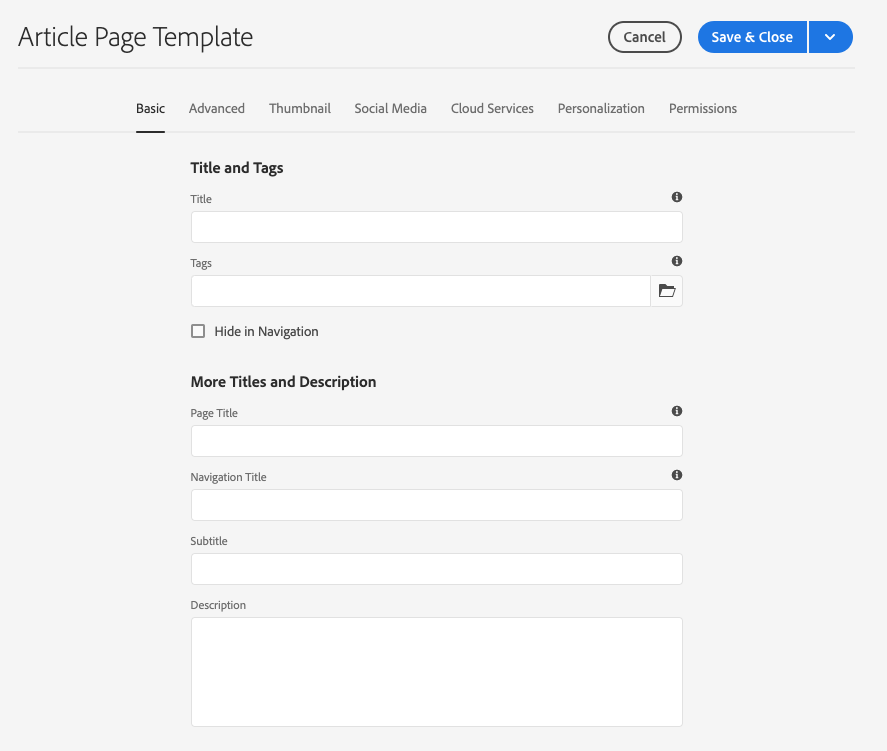 Article Page Template
Cancel
Save & Close
Basic Advanced Thumbnail Social Media Cloud Services Personalization Permissions
Title and Tags
Title
Tags
Hide in Navigation
More Titles and Description
Page Title
Navigation Title
Subtitle
Description